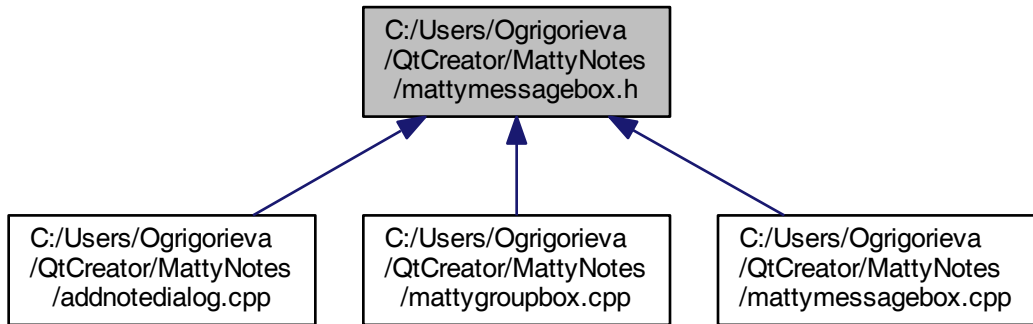 C:/Users/Ogrigorieva
/QtCreator/MattyNotes
/mattymessagebox.h
C:/Users/Ogrigorieva
/QtCreator/MattyNotes
/addnotedialog.cpp
C:/Users/Ogrigorieva
/QtCreator/MattyNotes
/mattygroupbox.cpp
C:/Users/Ogrigorieva
/QtCreator/MattyNotes
/mattymessagebox.cpp